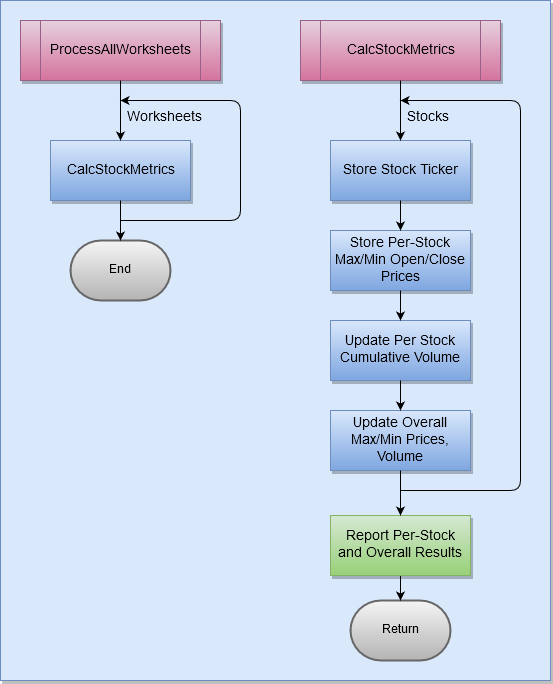 ProcessAllWorksheets
Worksheets
CalcStockMetrics
End
CalcStockMetrics
Stocks
Store Stock Ticker
Store Per-Stock
Max/Min Open/Close
Prices
Update Per Stock
Cumulative Volume
Update Overall
Max/Min Prices,
Volume
Report Per-Stock
and Overall Results
Return